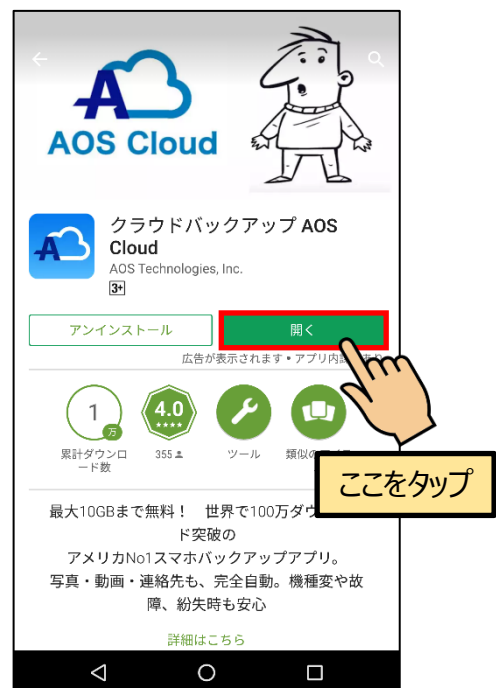 AOS Cloud
クラウドバックアップ AOS
Cloud
AOS Technologies, Inc.
3+
アンインストール
開く
広告が表示されます • アプリ内
あり
1
万
4.0
★★★★
累計ダウンロ
ード数
355
ツール
類似の
最大10GBまで無料！　世界で100万ダウ
ド突破の
アメリカNo1スマホバックアップアプリ。
写真・動画・連絡先も、完全自動。機種変や故
障、紛失時も安心
詳細はこちら
ここをタップ